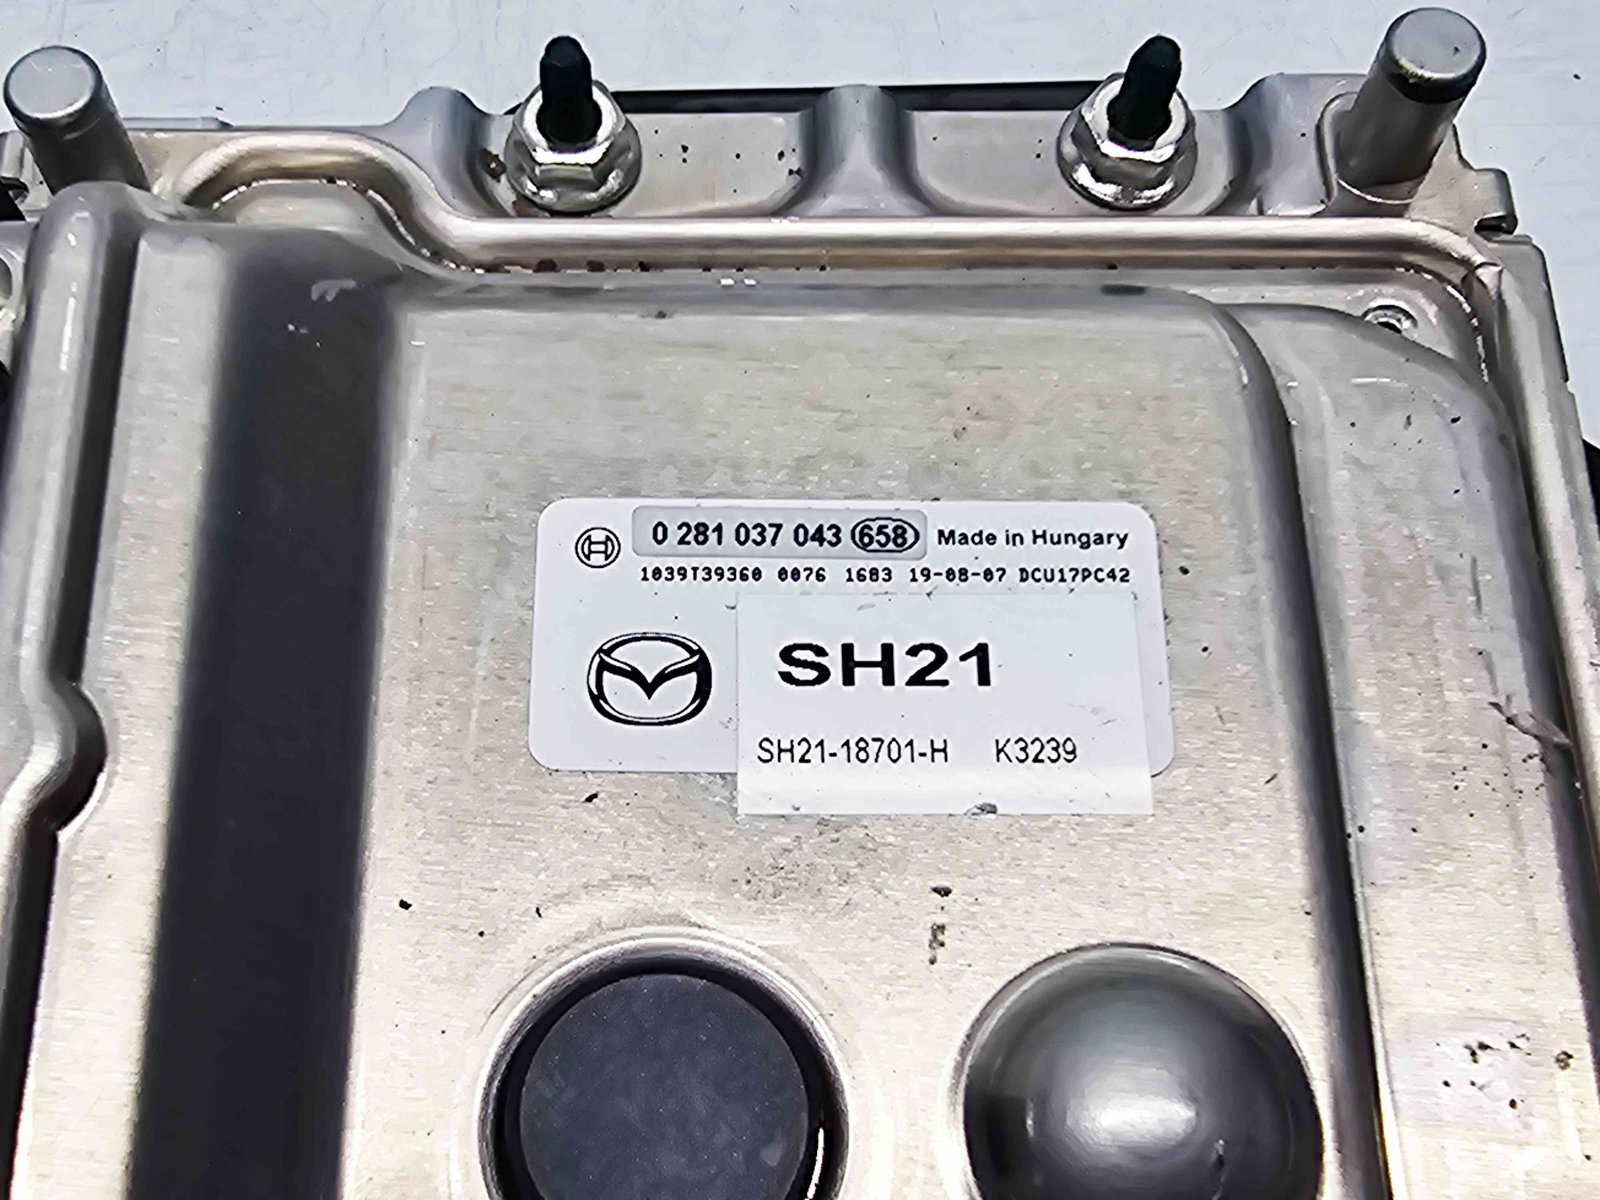 0 281 037 043 658 Made in Hungary
1039T39360 0076 1683 19-08-07 DCU17PC42
SH21
SH21-18701-H K3239